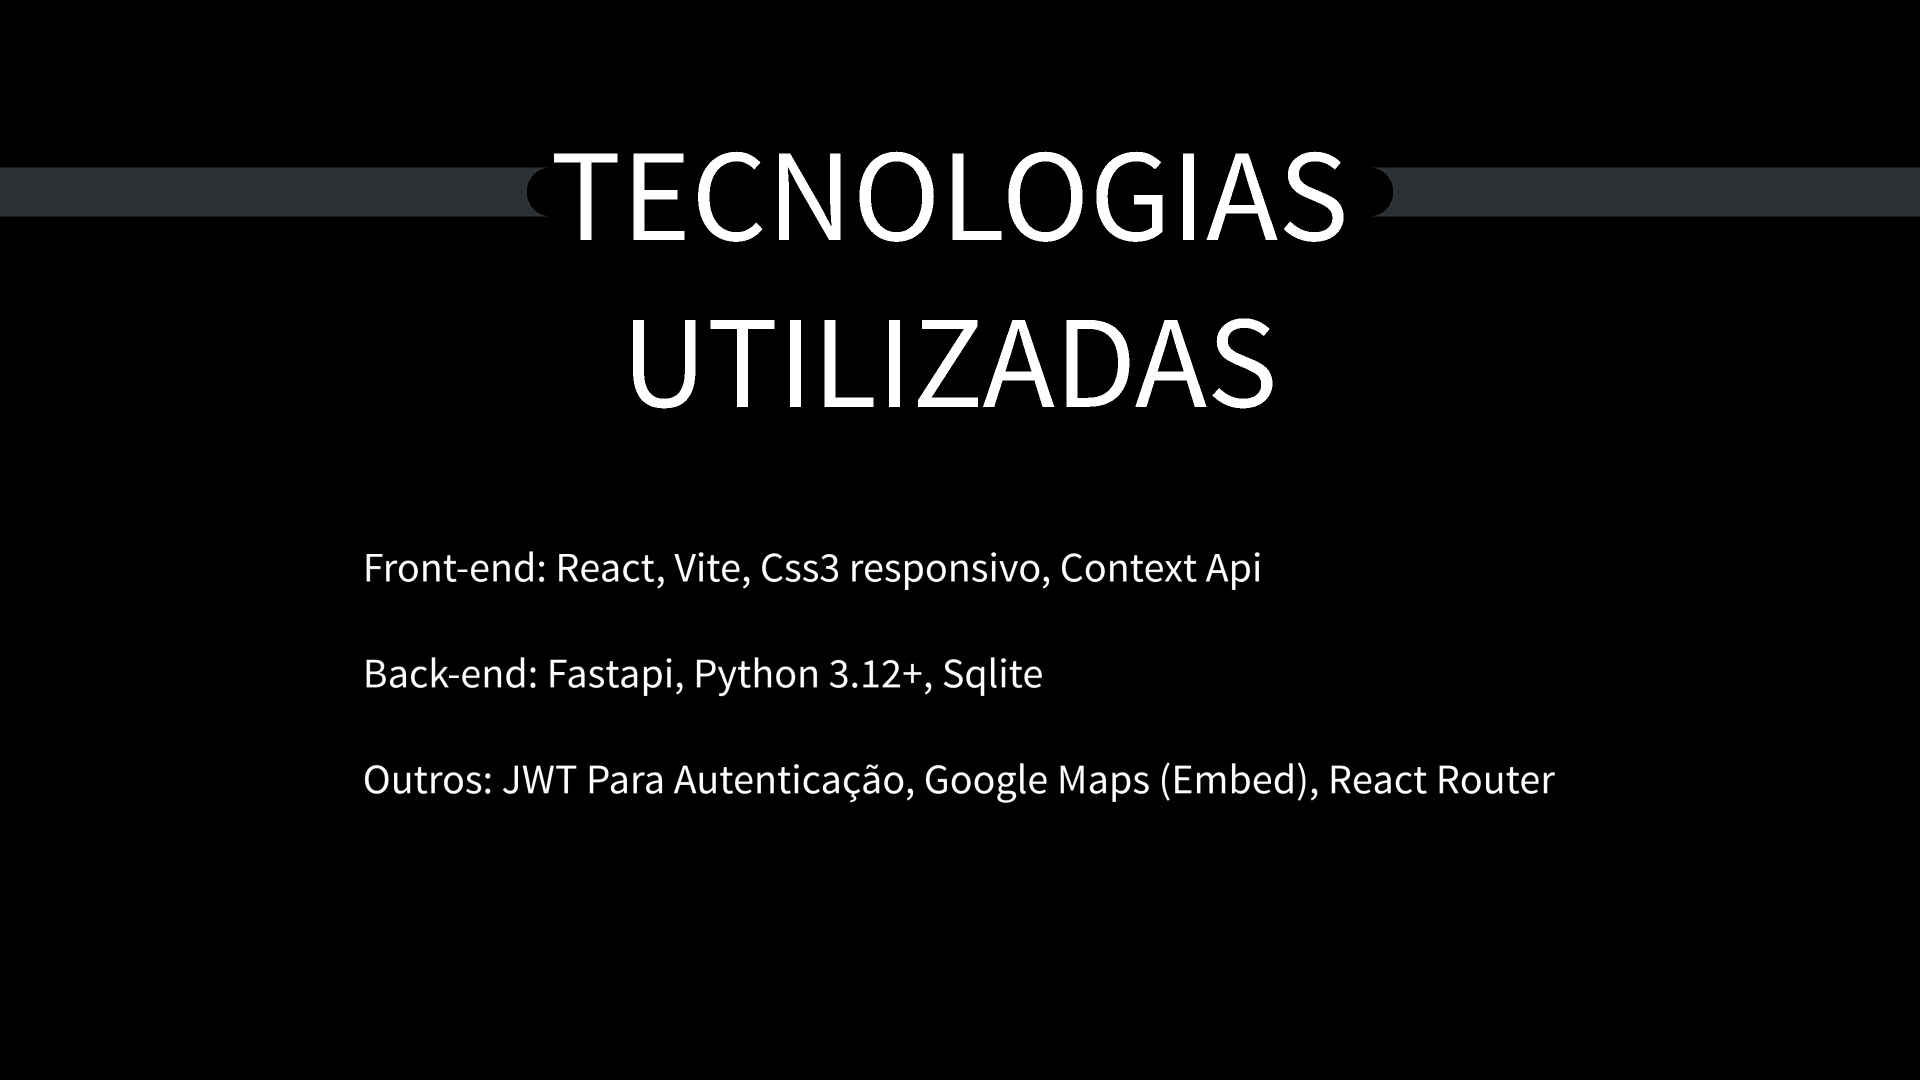 TECNOLOGIAS
UTILIZADAS
Front-end: React, Vite, Css3 responsivo, Context Api
Back-end: Fastapi, Python 3.12+, Sqlite
Outros: JWT Para Autenticação, Google Maps (Embed), React Router